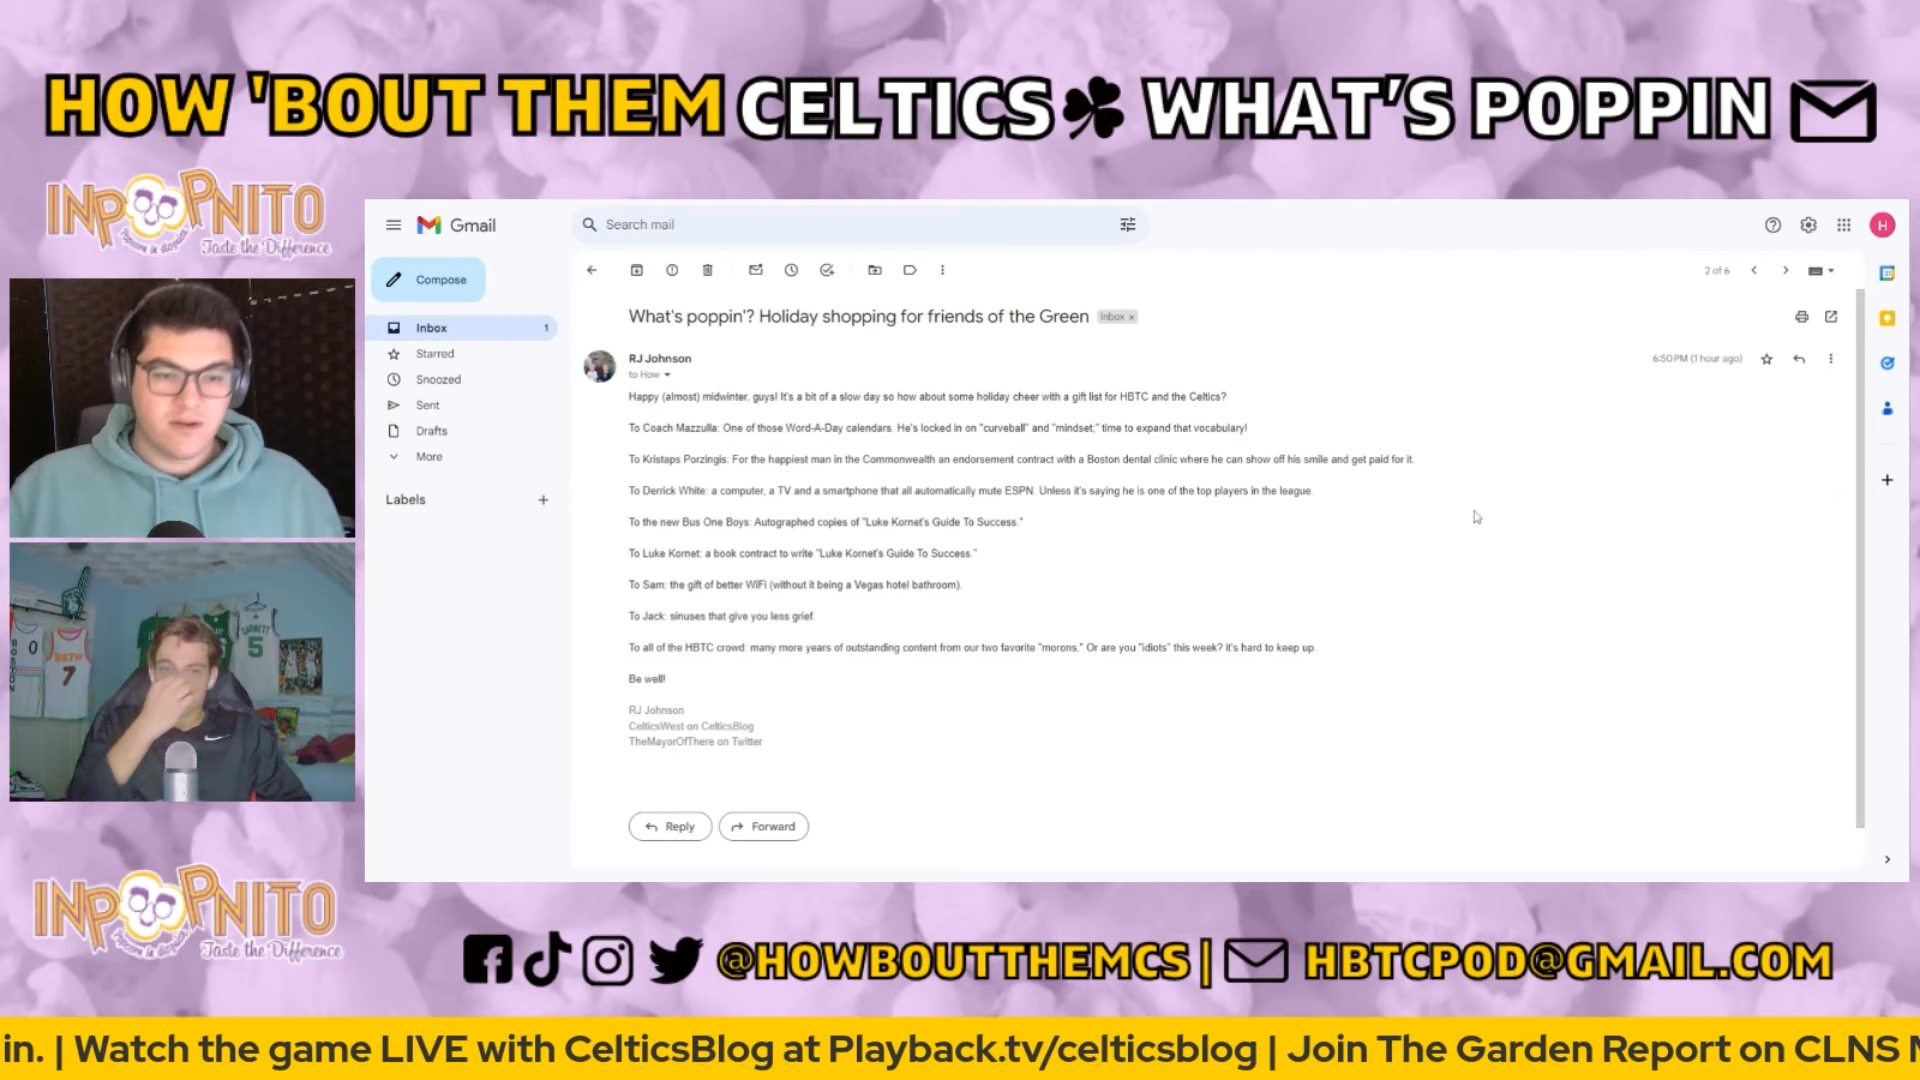 HOW 'BOUT THEM CELTICS WHAT'S POPPIN
INPOPNITO
Popcorn in disguise
Taste the Difference
Gmail
Search mail
H
Compose
2 of 6
Inbox 1
Starred
Snoozed
Sent
Drafts
More
Labels
What's poppin'? Holiday shopping for friends of the Green Inbox x
RJ Johnson
6:50 PM (1 hour ago)
to How
Happy (almost) midwinter, guys! It's a bit of a slow day so how about some holiday cheer with a gift list for HBTC and the Celtics?
To Coach Mazzulla: One of those Word-A-Day calendars. He's locked in on "curveball" and "mindset;" time to expand that vocabulary!
To Kristaps Porzingis: For the happiest man in the Commonwealth an endorsement contract with a Boston dental clinic where he can show off his smile and get paid for it.
To Derrick White: a computer, a TV and a smartphone that all automatically mute ESPN. Unless it's saying he is one of the top players in the league.
To the new Bus One Boys: Autographed copies of "Luke Kornet's Guide To Success."
To Luke Kornet: a book contract to write "Luke Kornet's Guide To Success."
To Sam: the gift of better WiFi (without it being a Vegas hotel bathroom).
To Jack: sinuses that give you less grief.
To all of the HBTC crowd: many more years of outstanding content from our two favorite "morons." Or are you "idiots" this week? it's hard to keep up.
Be well!
RJ Johnson
CelticsWest on CelticsBlog
TheMayorOfThere on Twitter
Reply Forward
BOSTON
0
7
GARNETT
5
INPOPNITO
Popcorn in disguise
Taste the Difference
@HOWBOUTTHEMCS | HBTCPOD@GMAIL.COM
in. | Watch the game LIVE with CelticsBlog at Playback.tv/celticsblog | Join The Garden Report on CLNS